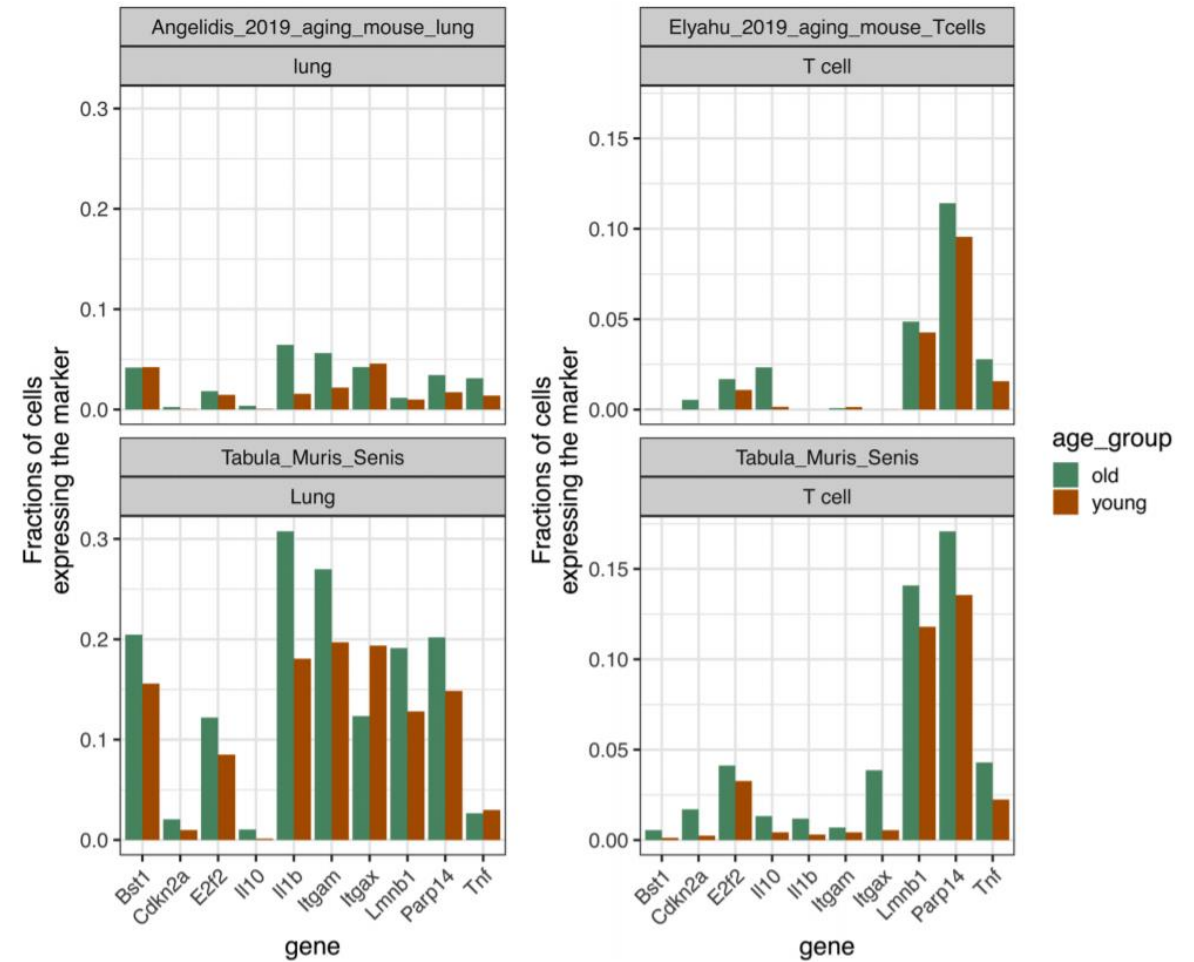 Angelidis_2019_aging_mouse_lung
lung
0.3
0.2
0.1
0.0
Fractions of cells
expressing the marker
Tabula_Muris_Senis
Lung
0.3
0.2
0.1
0.0
Bst1
Cdkn2a
E2f2
Il10
Il1b
Itgam
Itgax
Lmnb1
Parp14
Tnf
gene
Elyahu_2019_aging_mouse_Tcells
T cell
0.15
0.10
0.05
0.00
Fractions of cells
expressing the marker
Tabula_Muris_Senis
T cell
0.15
0.10
0.05
0.00
Bst1
Cdkn2a
E2f2
Il10
Il1b
Itgam
Itgax
Lmnb1
Parp14
Tnf
gene
age_group
old
young